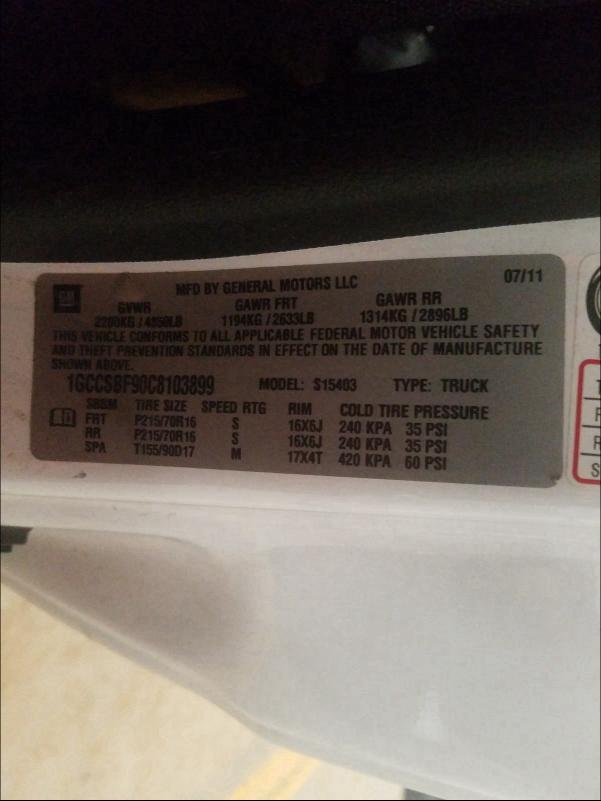 GM
MFD BY GENERAL MOTORS LLC 07/11
GVWR GAWR FRT GAWR RR
2200KG / 4850LB 1194KG / 2633LB 1314KG / 2896LB
THIS VEHICLE CONFORMS TO ALL APPLICABLE FEDERAL MOTOR VEHICLE SAFETY
AND THEFT PREVENTION STANDARDS IN EFFECT ON THE DATE OF MANUFACTURE
SHOWN ABOVE.
1GCCSBF90C8103899 MODEL: S15403 TYPE: TRUCK
SBBM TIRE SIZE SPEED RTG RIM COLD TIRE PRESSURE
FRT P215/70R16 S 16X6J 240 KPA 35 PSI
RR P215/70R16 S 16X6J 240 KPA 35 PSI
SPA T155/90D17 M 17X4T 420 KPA 60 PSI